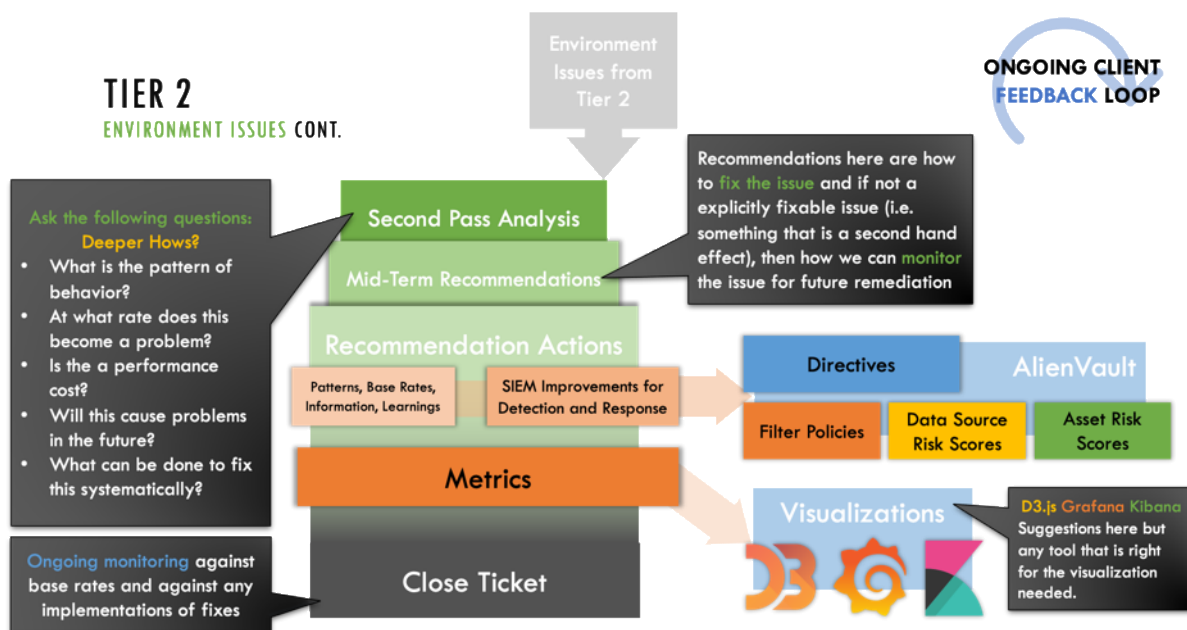 Environment
Issues from
Tier 2
ONGOING CLIENT
FEEDBACK LOOP
TIER 2
ENVIRONMENT ISSUES CONT.
Ask the following questions:
Deeper Hows?
• What is the pattern of
behavior?
• At what rate does this
become a problem?
• Is the a performance
cost?
• Will this cause problems
in the future?
• What can be done to fix
this systematically?
Second Pass Analysis
Mid-Term Recommendations
Recommendations here are how
to fix the issue and if not a
explicitly fixable issue (i.e.
something that is a second hand
effect), then how we can monitor
the issue for future remediation
Recommendation Actions
Patterns, Base Rates,
Information, Learnings
SIEM Improvements for
Detection and Response
Directives
AlienVault
Filter Policies
Data Source
Risk Scores
Asset Risk
Scores
Metrics
Visualizations
D3
D3.js Grafana Kibana
Suggestions here but
any tool that is right
for the visualization
needed.
Ongoing monitoring against
base rates and against any
implementations of fixes
Close Ticket